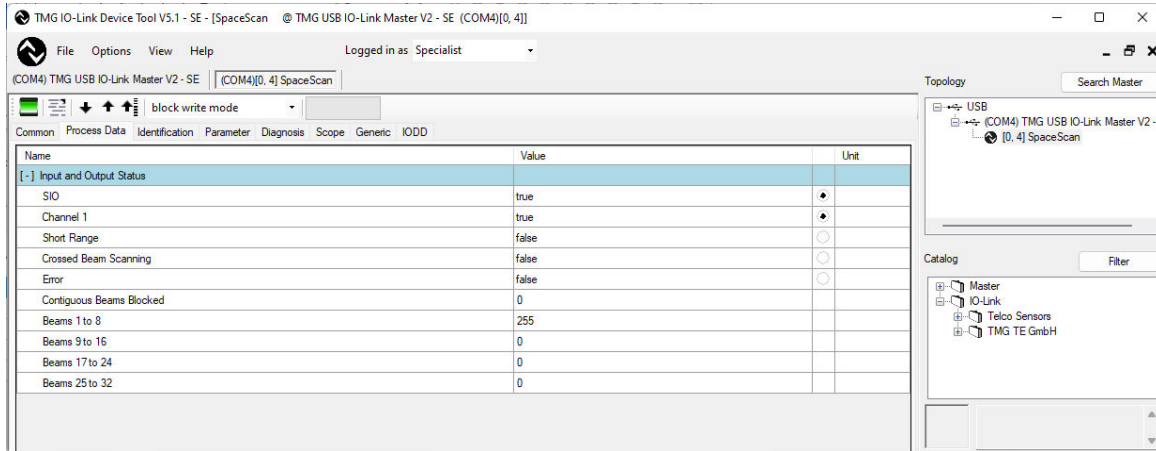 TMG IO-Link Device Tool V5.1 - SE - [SpaceScan @ TMG USB IO-Link Master V2 - SE (COM4)[0, 4]]
File Options View Help Logged in as Specialist
(COM4) TMG USB IO-Link Master V2 - SE (COM4)[0, 4] SpaceScan
block write mode
Common Process Data Identification Parameter Diagnosis Scope Generic IODD
Name Value Unit
[-] Input and Output Status
SIO true
Channel 1 true
Short Range false
Crossed Beam Scanning false
Error false
Contiguous Beams Blocked 0
Beams 1 to 8 255
Beams 9 to 16 0
Beams 17 to 24 0
Beams 25 to 32 0
Topology Search Master
USB
(COM4) TMG USB IO-Link Master V2 -
[0, 4] SpaceScan
Catalog Filter
Master
IO-Link
Telco Sensors
TMG TE GmbH